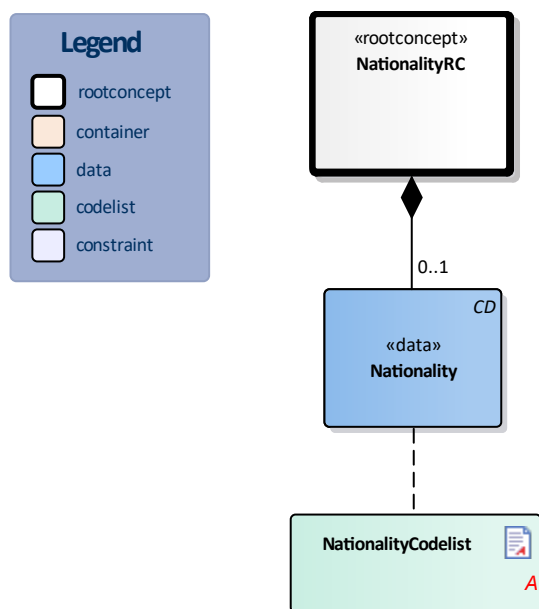 Legend
rootconcept
container
data
codelist
constraint
«rootconcept»
NationalityRC
0..1
CD
«data»
Nationality
NationalityCodelist
A